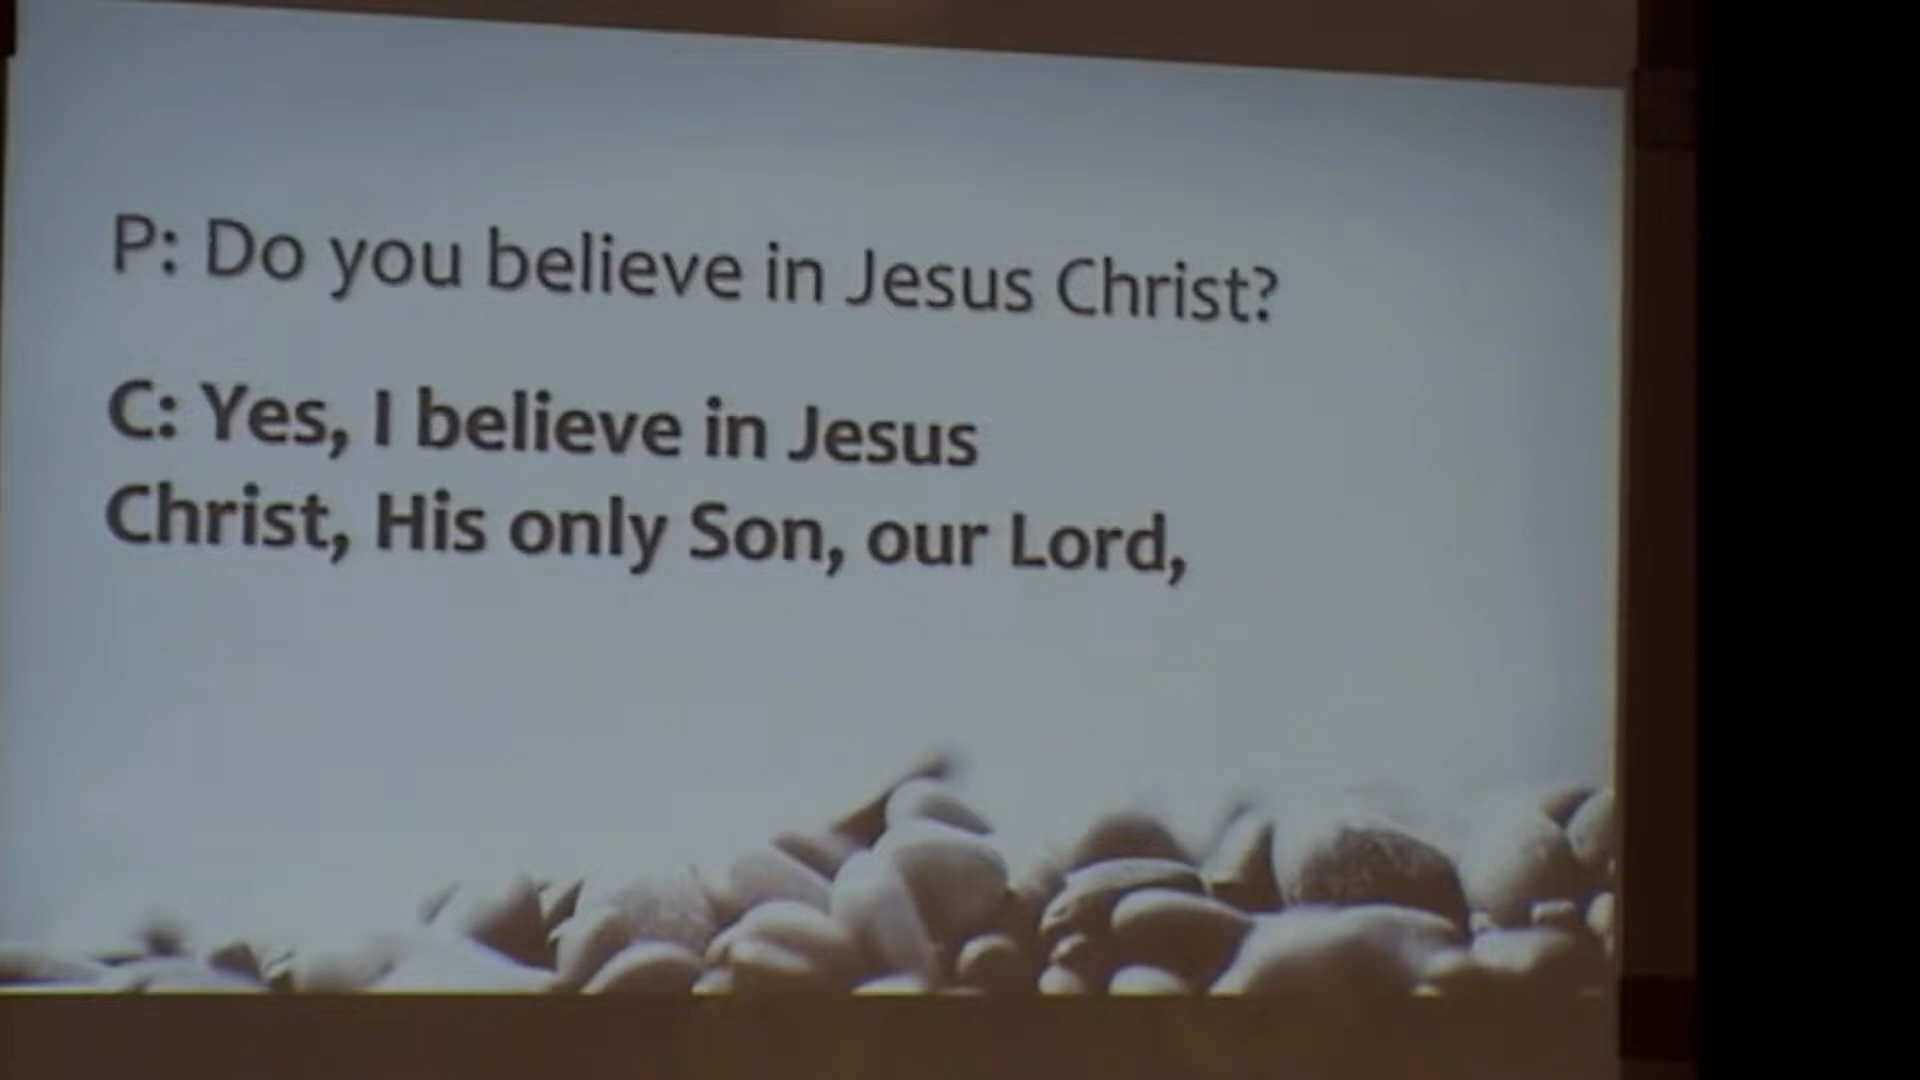 P: Do you believe in Jesus Christ?
C: Yes, I believe in Jesus
Christ, His only Son, our Lord,